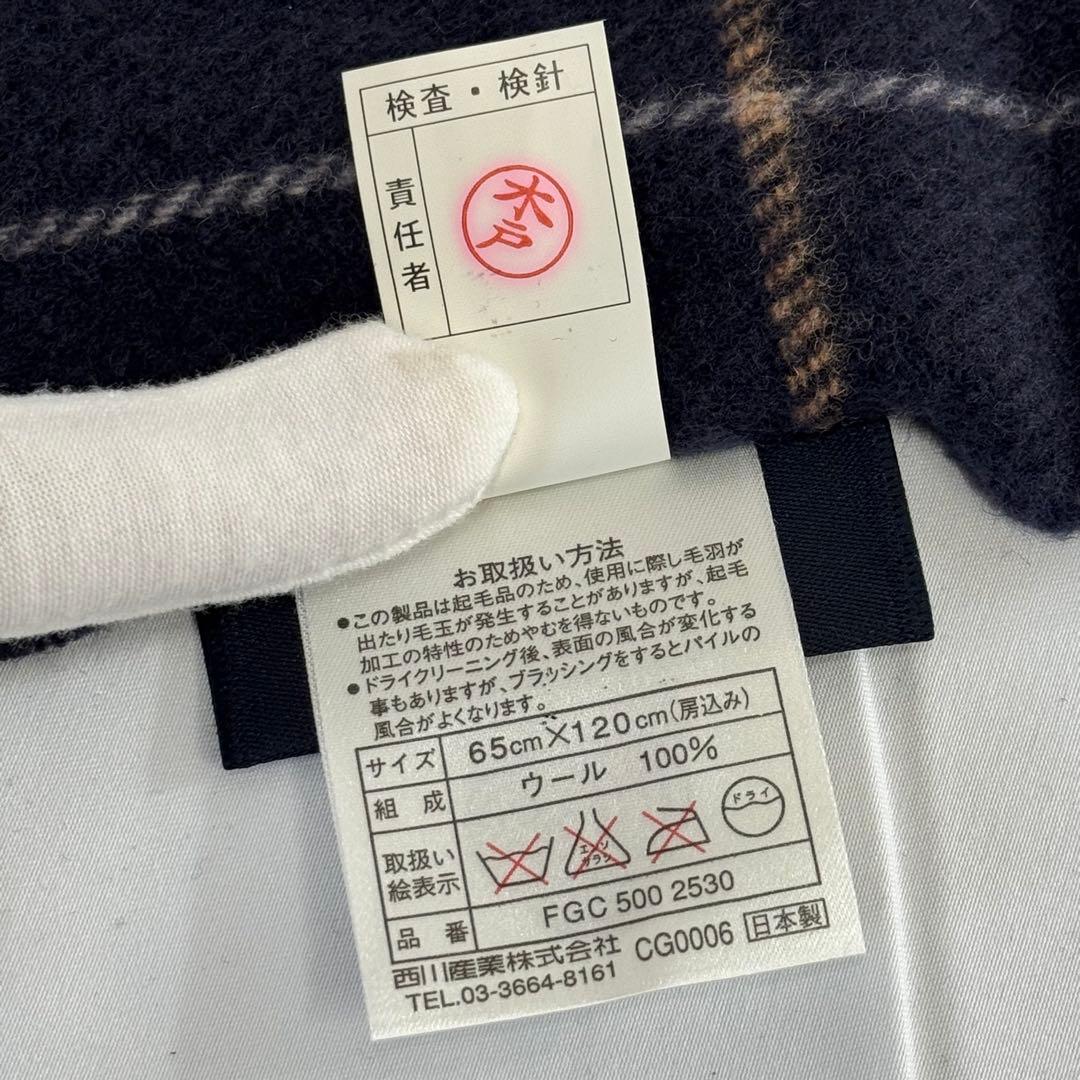 検査・検針
責任者
水戸
お取扱い方法
●この製品は起毛品のため、使用に際し毛羽が
出たり毛玉が発生することがありますが、起毛
加工の特性のためやむを得ないものです。
●ドライクリーニング後、表面の風合が変化する
事もありますが、ブラッシングをするとパイルの
風合がよくなります。
サイズ 65cm×120cm(房込み)
組成 ウール 100%
取扱い
絵表示
エンソ
サラシ
ドライ
品番 FGC 500 2530
西川産業株式会社 CG0006 日本製
TEL.03-3664-8161